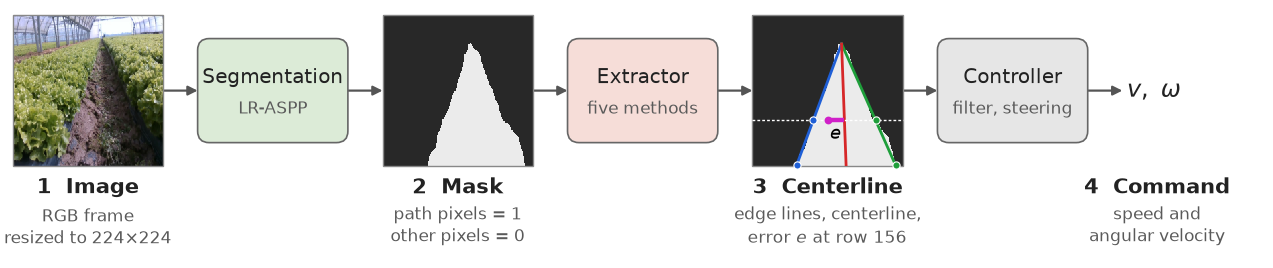 Segmentation
LR-ASPP
Extractor
five methods
e
Controller
filter, steering
v, ω
1 Image
RGB frame
resized to 224×224
2 Mask
path pixels = 1
other pixels = 0
3 Centerline
edge lines, centerline,
error e at row 156
4 Command
speed and
angular velocity